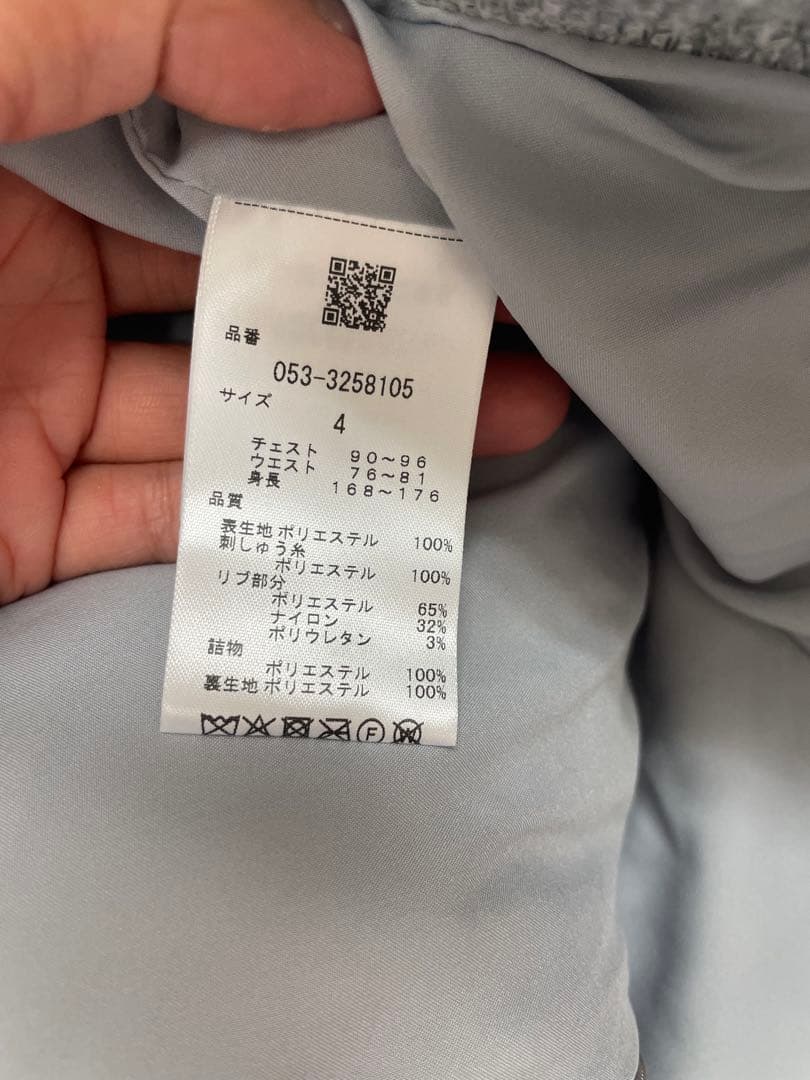 品番
053-3258105
サイズ
4
チェスト 90～96
ウエスト 76～81
身長 168～176
品質
表生地 ポリエステル 100%
刺しゅう糸
ポリエステル 100%
リブ部分
ポリエステル 65%
ナイロン 32%
ポリウレタン 3%
詰物
ポリエステル 100%
裏生地 ポリエステル 100%
F W